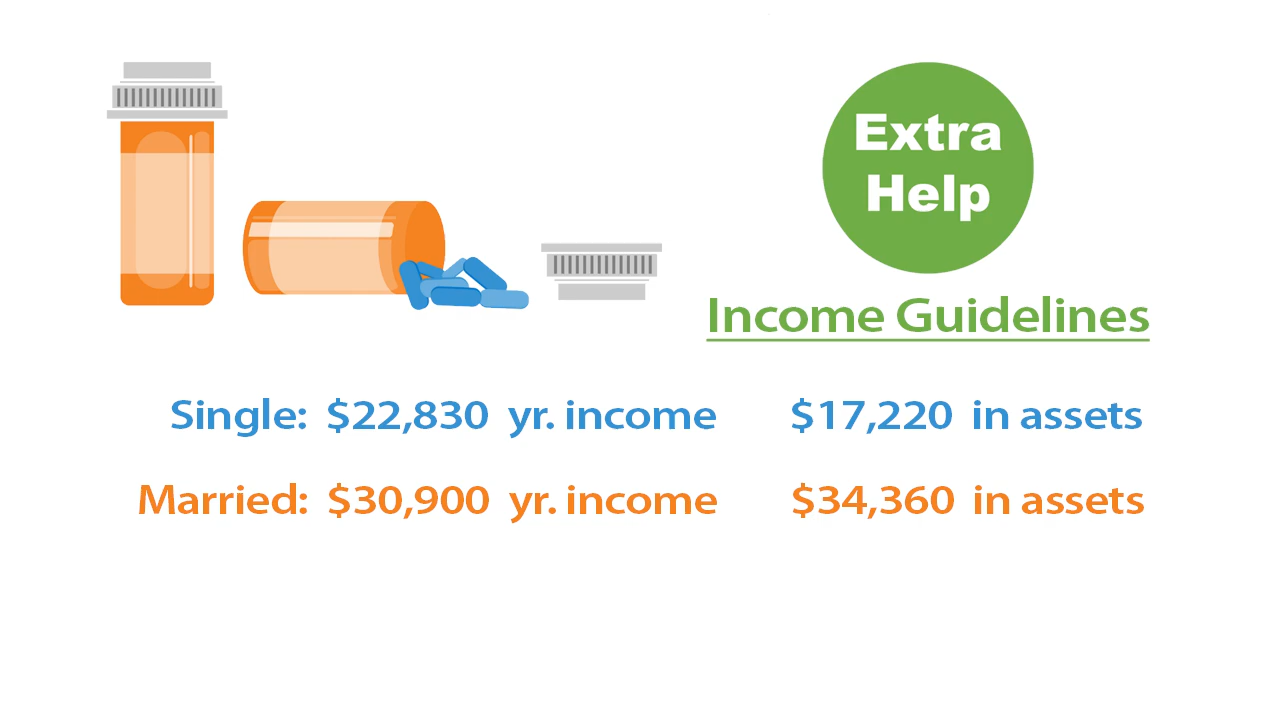 Extra
Help
Income Guidelines
Single: $22,830 yr. income $17,220 in assets
Married: $30,900 yr. income $34,360 in assets